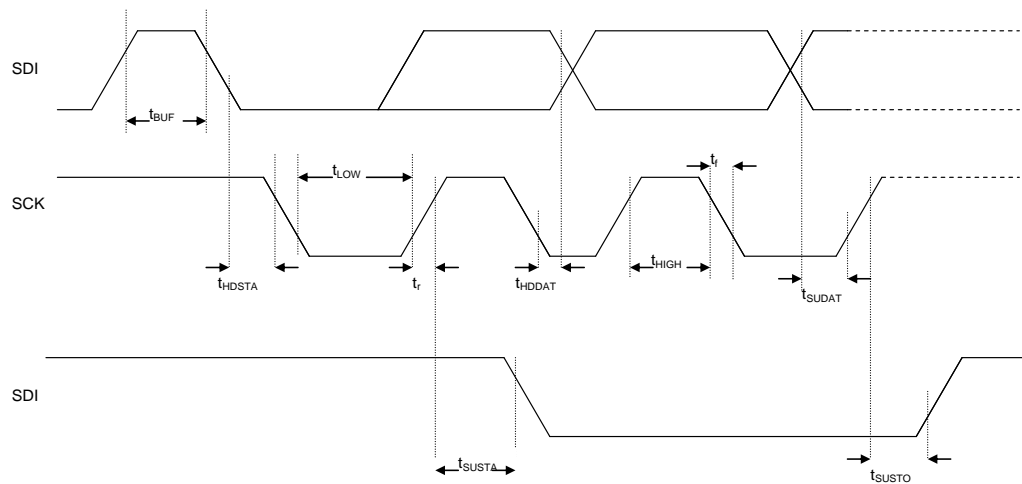 SDI
tBUF
tf
tLOW
SCK
tHDSTA
tr
tHDDAT
tHIGH
tSUDAT
SDI
tSUSTA
tSUSTO